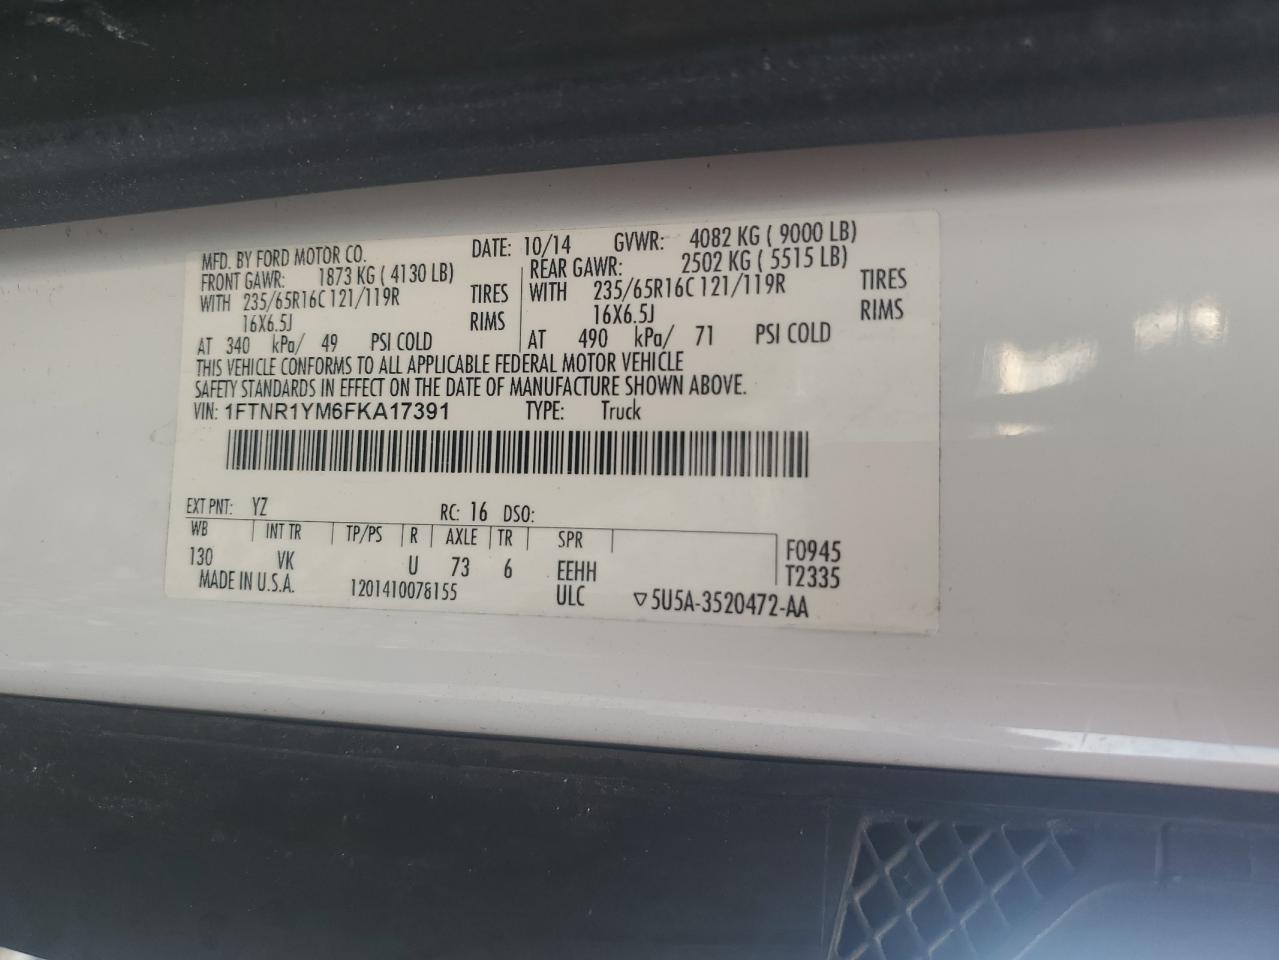 MFD. BY FORD MOTOR CO. DATE: 10/14 GVWR: 4082 KG ( 9000 LB)
FRONT GAWR: 1873 KG ( 4130 LB) REAR GAWR: 2502 KG ( 5515 LB)
WITH 235/65R16C 121/119R TIRES WITH 235/65R16C 121/119R TIRES
16X6.5J RIMS 16X6.5J RIMS
AT 340 kPa/ 49 PSI COLD AT 490 kPa/ 71 PSI COLD
THIS VEHICLE CONFORMS TO ALL APPLICABLE FEDERAL MOTOR VEHICLE
SAFETY STANDARDS IN EFFECT ON THE DATE OF MANUFACTURE SHOWN ABOVE.
VIN: 1FTNR1YM6FKA17391 TYPE: Truck
EXT PNT: YZ RC: 16 DSO:
WB INT TR TP/PS R AXLE TR SPR
130 VK U 73 6 EEHH F0945
ULC T2335
MADE IN U.S.A. 1201410078155 ▽5U5A-3520472-AA